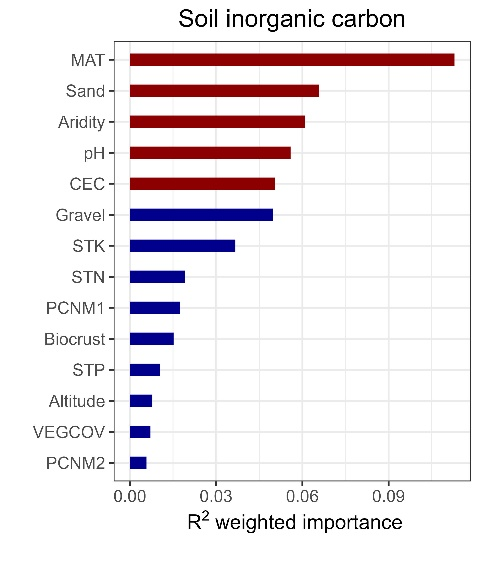 Soil inorganic carbon
MAT
Sand
Aridity
pH
CEC
Gravel
STK
STN
PCNM1
Biocrust
STP
Altitude
VEGCOV
PCNM2
0.00 0.03 0.06 0.09
R² weighted importance